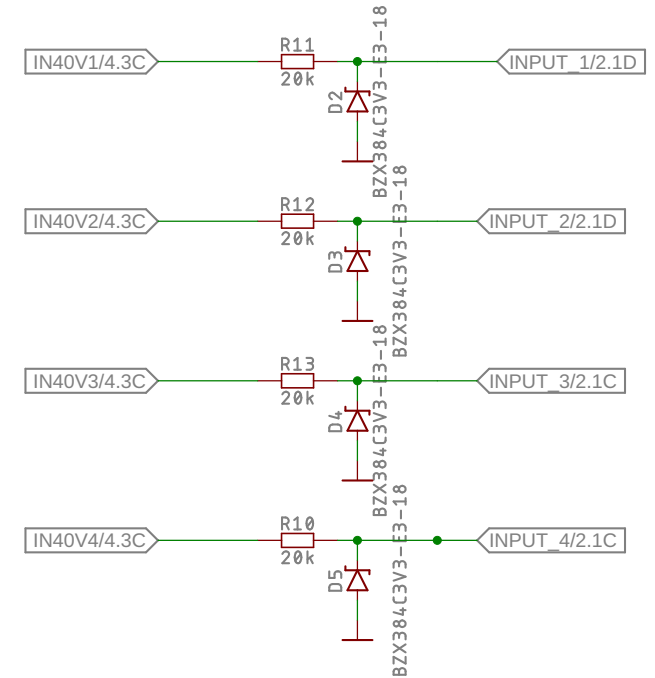 IN40V1/4.3C
R11
20k
D2
BZX384C3V3-E3-18
INPUT_1/2.1D
IN40V2/4.3C
R12
20k
D3
BZX384C3V3-E3-18
INPUT_2/2.1D
IN40V3/4.3C
R13
20k
D4
BZX384C3V3-E3-18
INPUT_3/2.1C
IN40V4/4.3C
R10
20k
D5
BZX384C3V3-E3-18
INPUT_4/2.1C